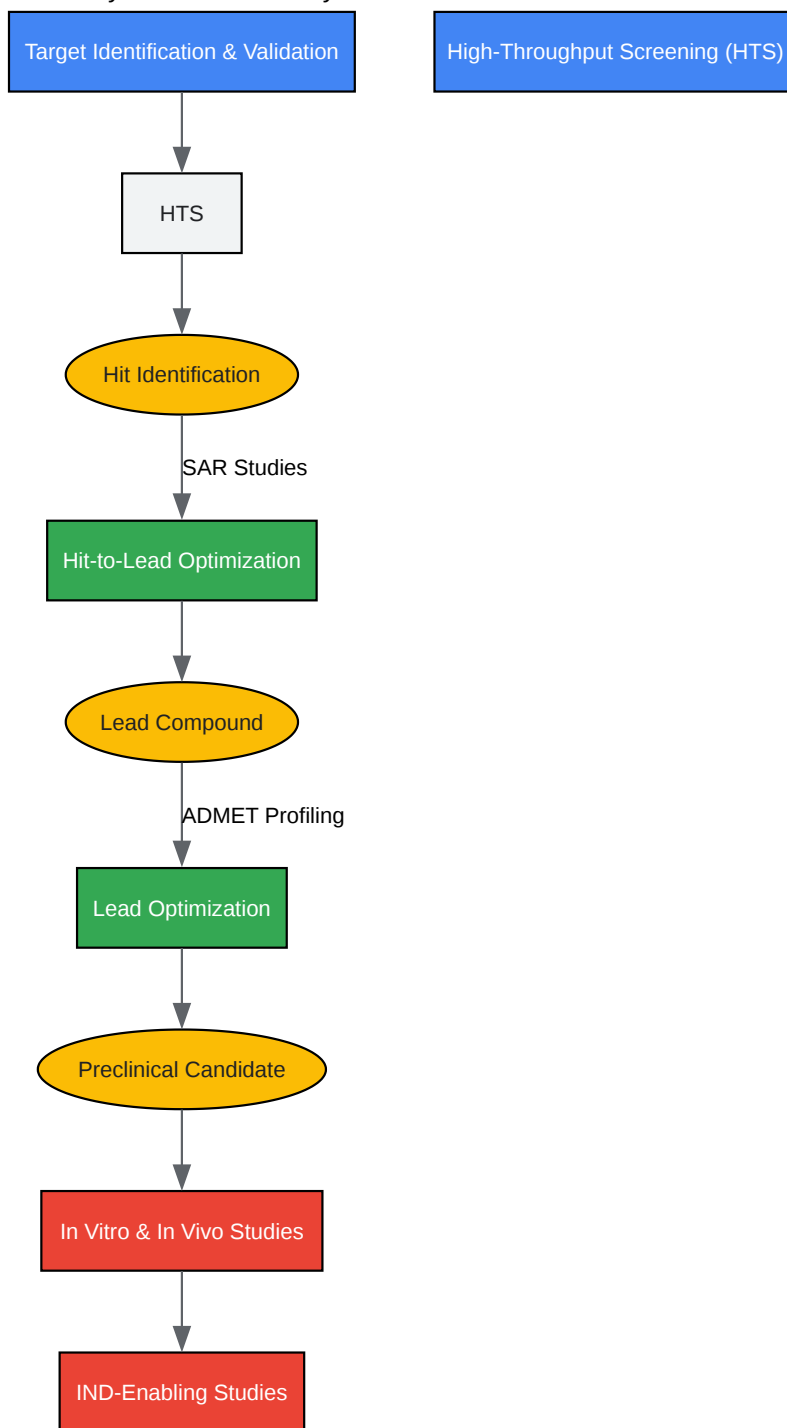 Target Identification & Validation
High-Throughput Screening (HTS)
HTS
Hit Identification
SAR Studies
Hit-to-Lead Optimization
Lead Compound
ADMET Profiling
Lead Optimization
Preclinical Candidate
In Vitro & In Vivo Studies
IND-Enabling Studies